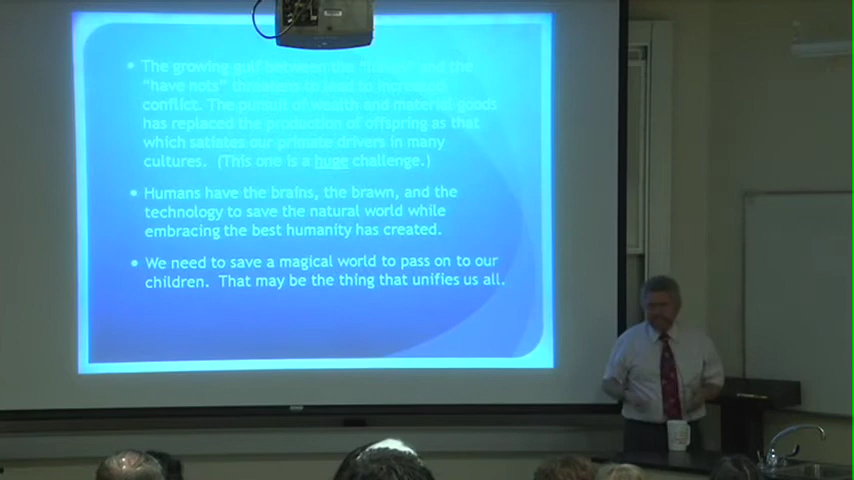 • The growing gulf between the "haves" and the
"have nots" threatens to lead to increased
conflict. The pursuit of wealth and material goods
has replaced the production of offspring as that
which satiates our primate drivers in many
cultures. (This one is a huge challenge.)
• Humans have the brains, the brawn, and the
technology to save the natural world while
embracing the best humanity has created.
• We need to save a magical world to pass on to our
children. That may be the thing that unifies us all.